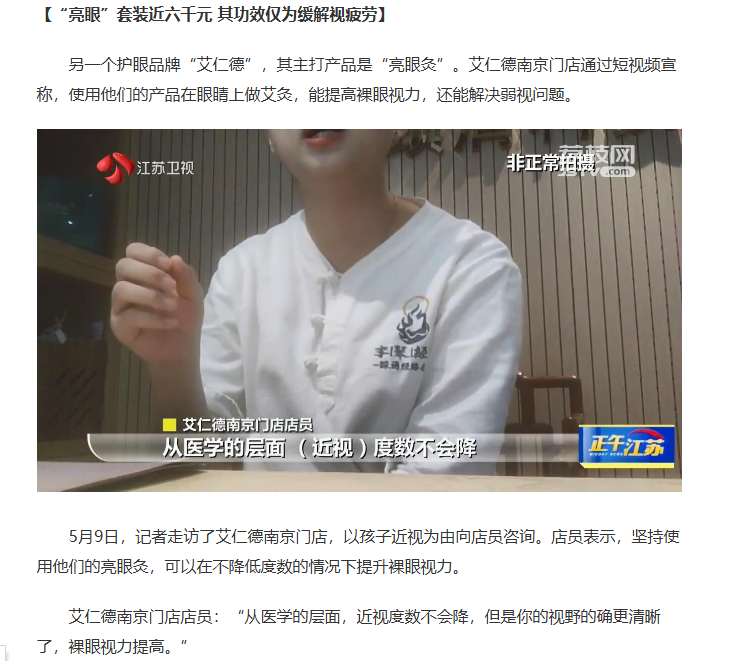 【“亮眼”套装近六千元 其功效仅为缓解视疲劳】
另一个护眼品牌“艾仁德”，其主打产品是“亮眼灸”。艾仁德南京门店通过短视频宣
称，使用他们的产品在眼睛上做艾灸，能提高裸眼视力，还能解决弱视问题。
江苏卫视
荔枝网
非正常拍摄
.com
艾仁德南京门店店员
从医学的层面 （近视）度数不会降
正午江苏
MIDDAY NEWS JIANGSU
5月9日，记者走访了艾仁德南京门店，以孩子近视为由向店员咨询。店员表示，坚持使
用他们的亮眼灸，可以在不降低度数的情况下提升裸眼视力。
艾仁德南京门店店员：“从医学的层面，近视度数不会降，但是你的视野的确更清晰
了，裸眼视力提高。”